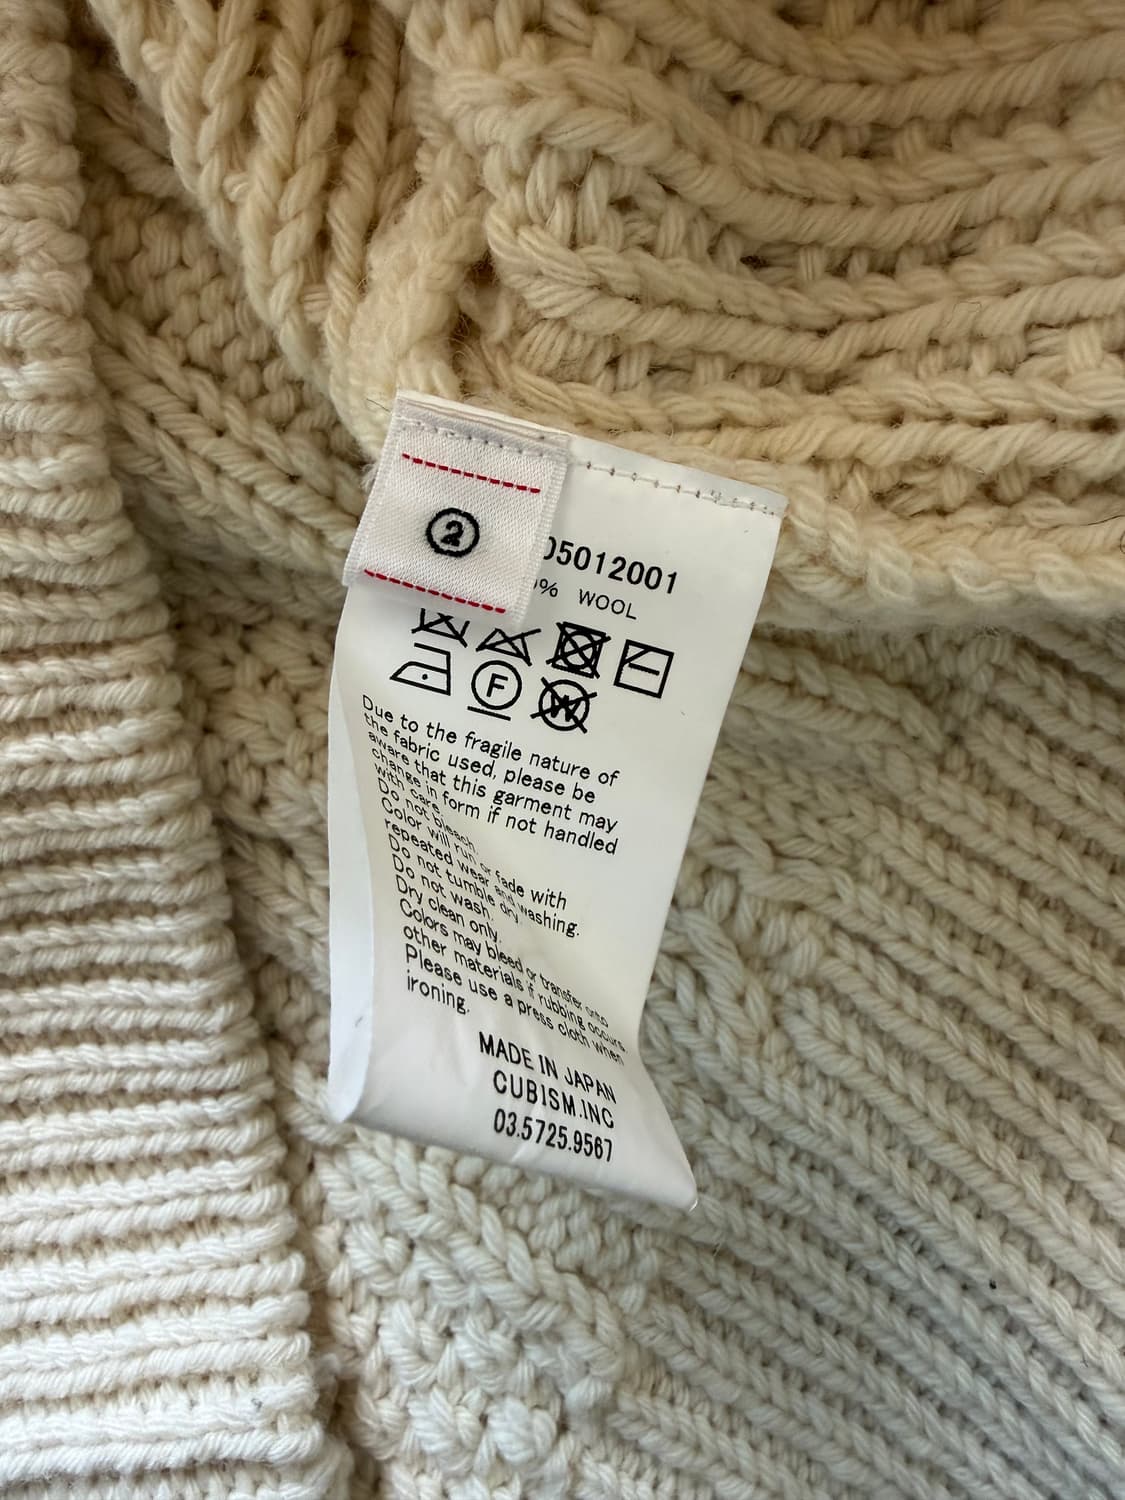 2
05012001
% WOOL
F
W
Due to the fragile nature of
the fabric used, please be
aware that this garment may
change in form if not handled
with care.
Do not bleach.
Color will run or fade with
repeated wear and washing.
Do not tumble dry.
Do not wash.
Dry clean only.
Colors may bleed or transfer onto
other materials if rubbing occurs
Please use a press cloth when
ironing.
MADE IN JAPAN
CUBISM.INC
03.5725.9567